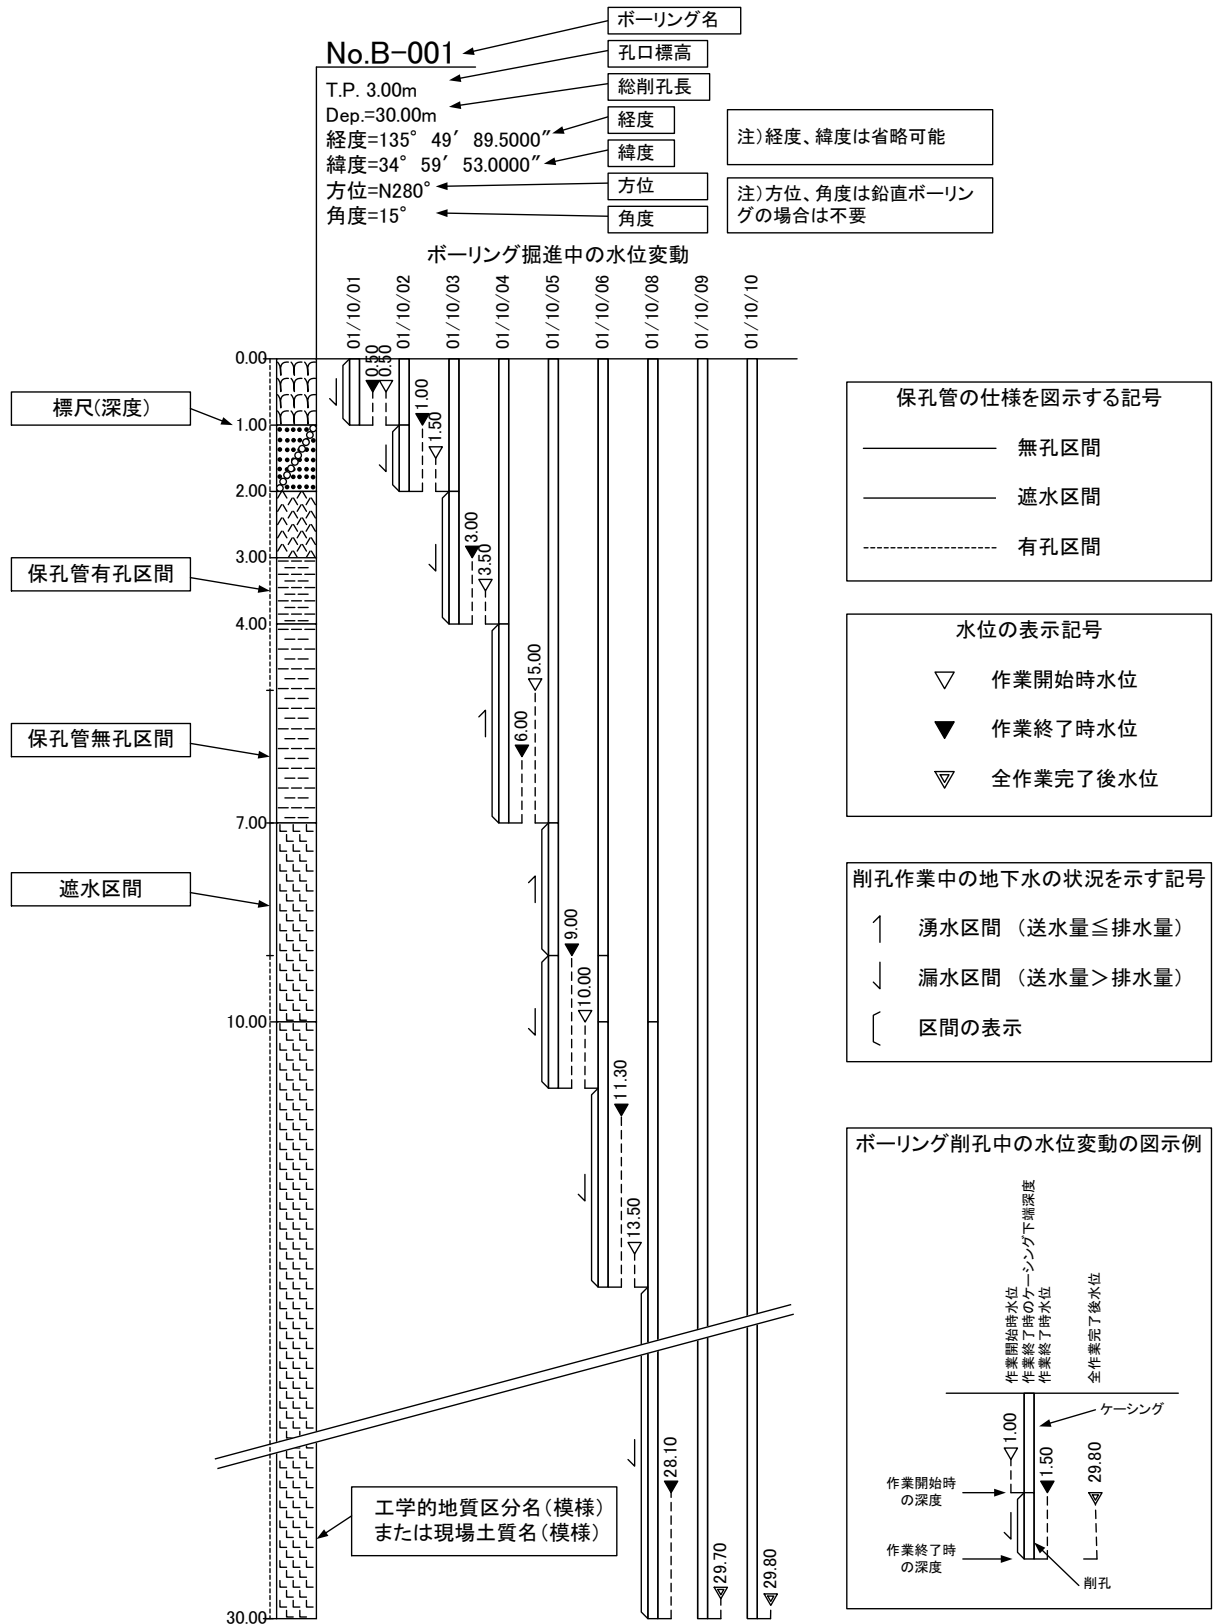 ボーリング名
No.B-001
孔口標高
T.P. 3.00m
総削孔長
Dep.=30.00m
経度
経度=135° 49′ 89.5000″
緯度
緯度=34° 59′ 53.0000″
方位
方位=N280°
角度
角度=15°
注)経度、緯度は省略可能
注)方位、角度は鉛直ボーリン
グの場合は不要
ボーリング掘進中の水位変動
01/10/01
01/10/02
01/10/03
01/10/04
01/10/05
01/10/06
01/10/08
01/10/09
01/10/10
0.00
1.00
2.00
3.00
4.00
7.00
10.00
30.00
標尺(深度)
保孔管有孔区間
保孔管無孔区間
遮水区間
0.50
0.50
1.00
1.50
3.00
3.50
6.00
5.00
9.00
10.00
11.30
13.50
28.10
29.70
29.80
工学的地質区分名(模様)
または現場土質名(模様)
保孔管の仕様を図示する記号
無孔区間
遮水区間
有孔区間
水位の表示記号
▽ 作業開始時水位
▼ 作業終了時水位
全作業完了後水位
削孔作業中の地下水の状況を示す記号
湧水区間 (送水量≦排水量)
漏水区間 (送水量>排水量)
区間の表示
ボーリング削孔中の水位変動の図示例
作業開始時水位
作業終了時のケーシング下端深度
作業終了時水位
全作業完了後水位
ケーシング
1.00
1.50
29.80
作業開始時
の深度
作業終了時
の深度
削孔